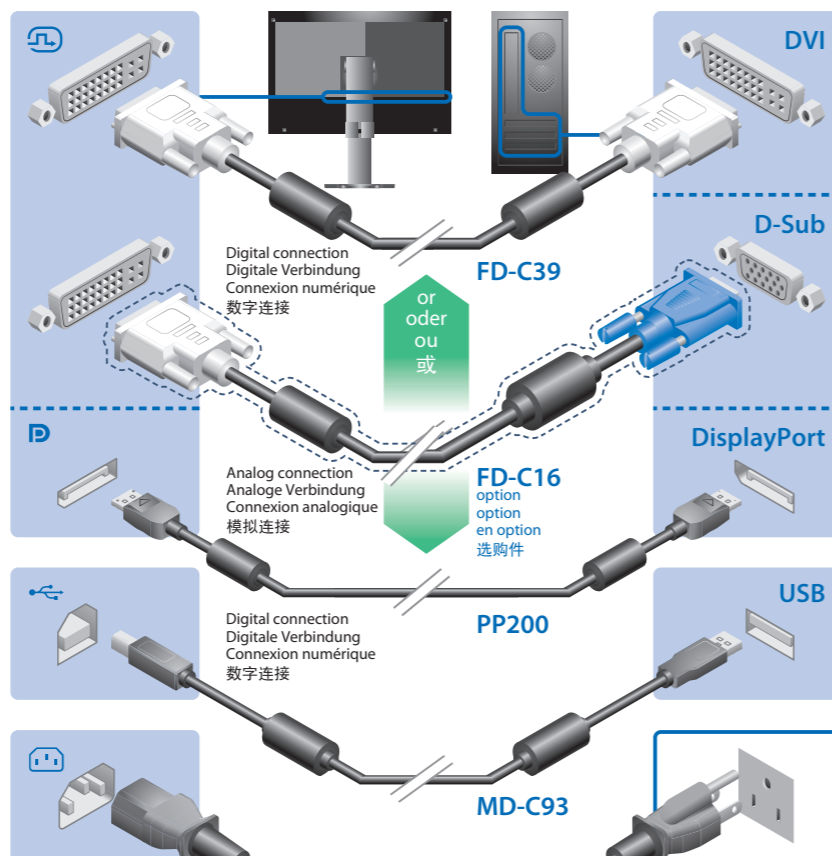 DVI
D-Sub
Digital connection
Digitale Verbindung
Connexion numérique
数字连接
FD-C39
or
oder
ou
或
DisplayPort
Analog connection
Analoge Verbindung
Connexion analogique
模拟连接
FD-C16
option
option
en option
选购件
USB
Digital connection
Digitale Verbindung
Connexion numérique
数字连接
PP200
MD-C93